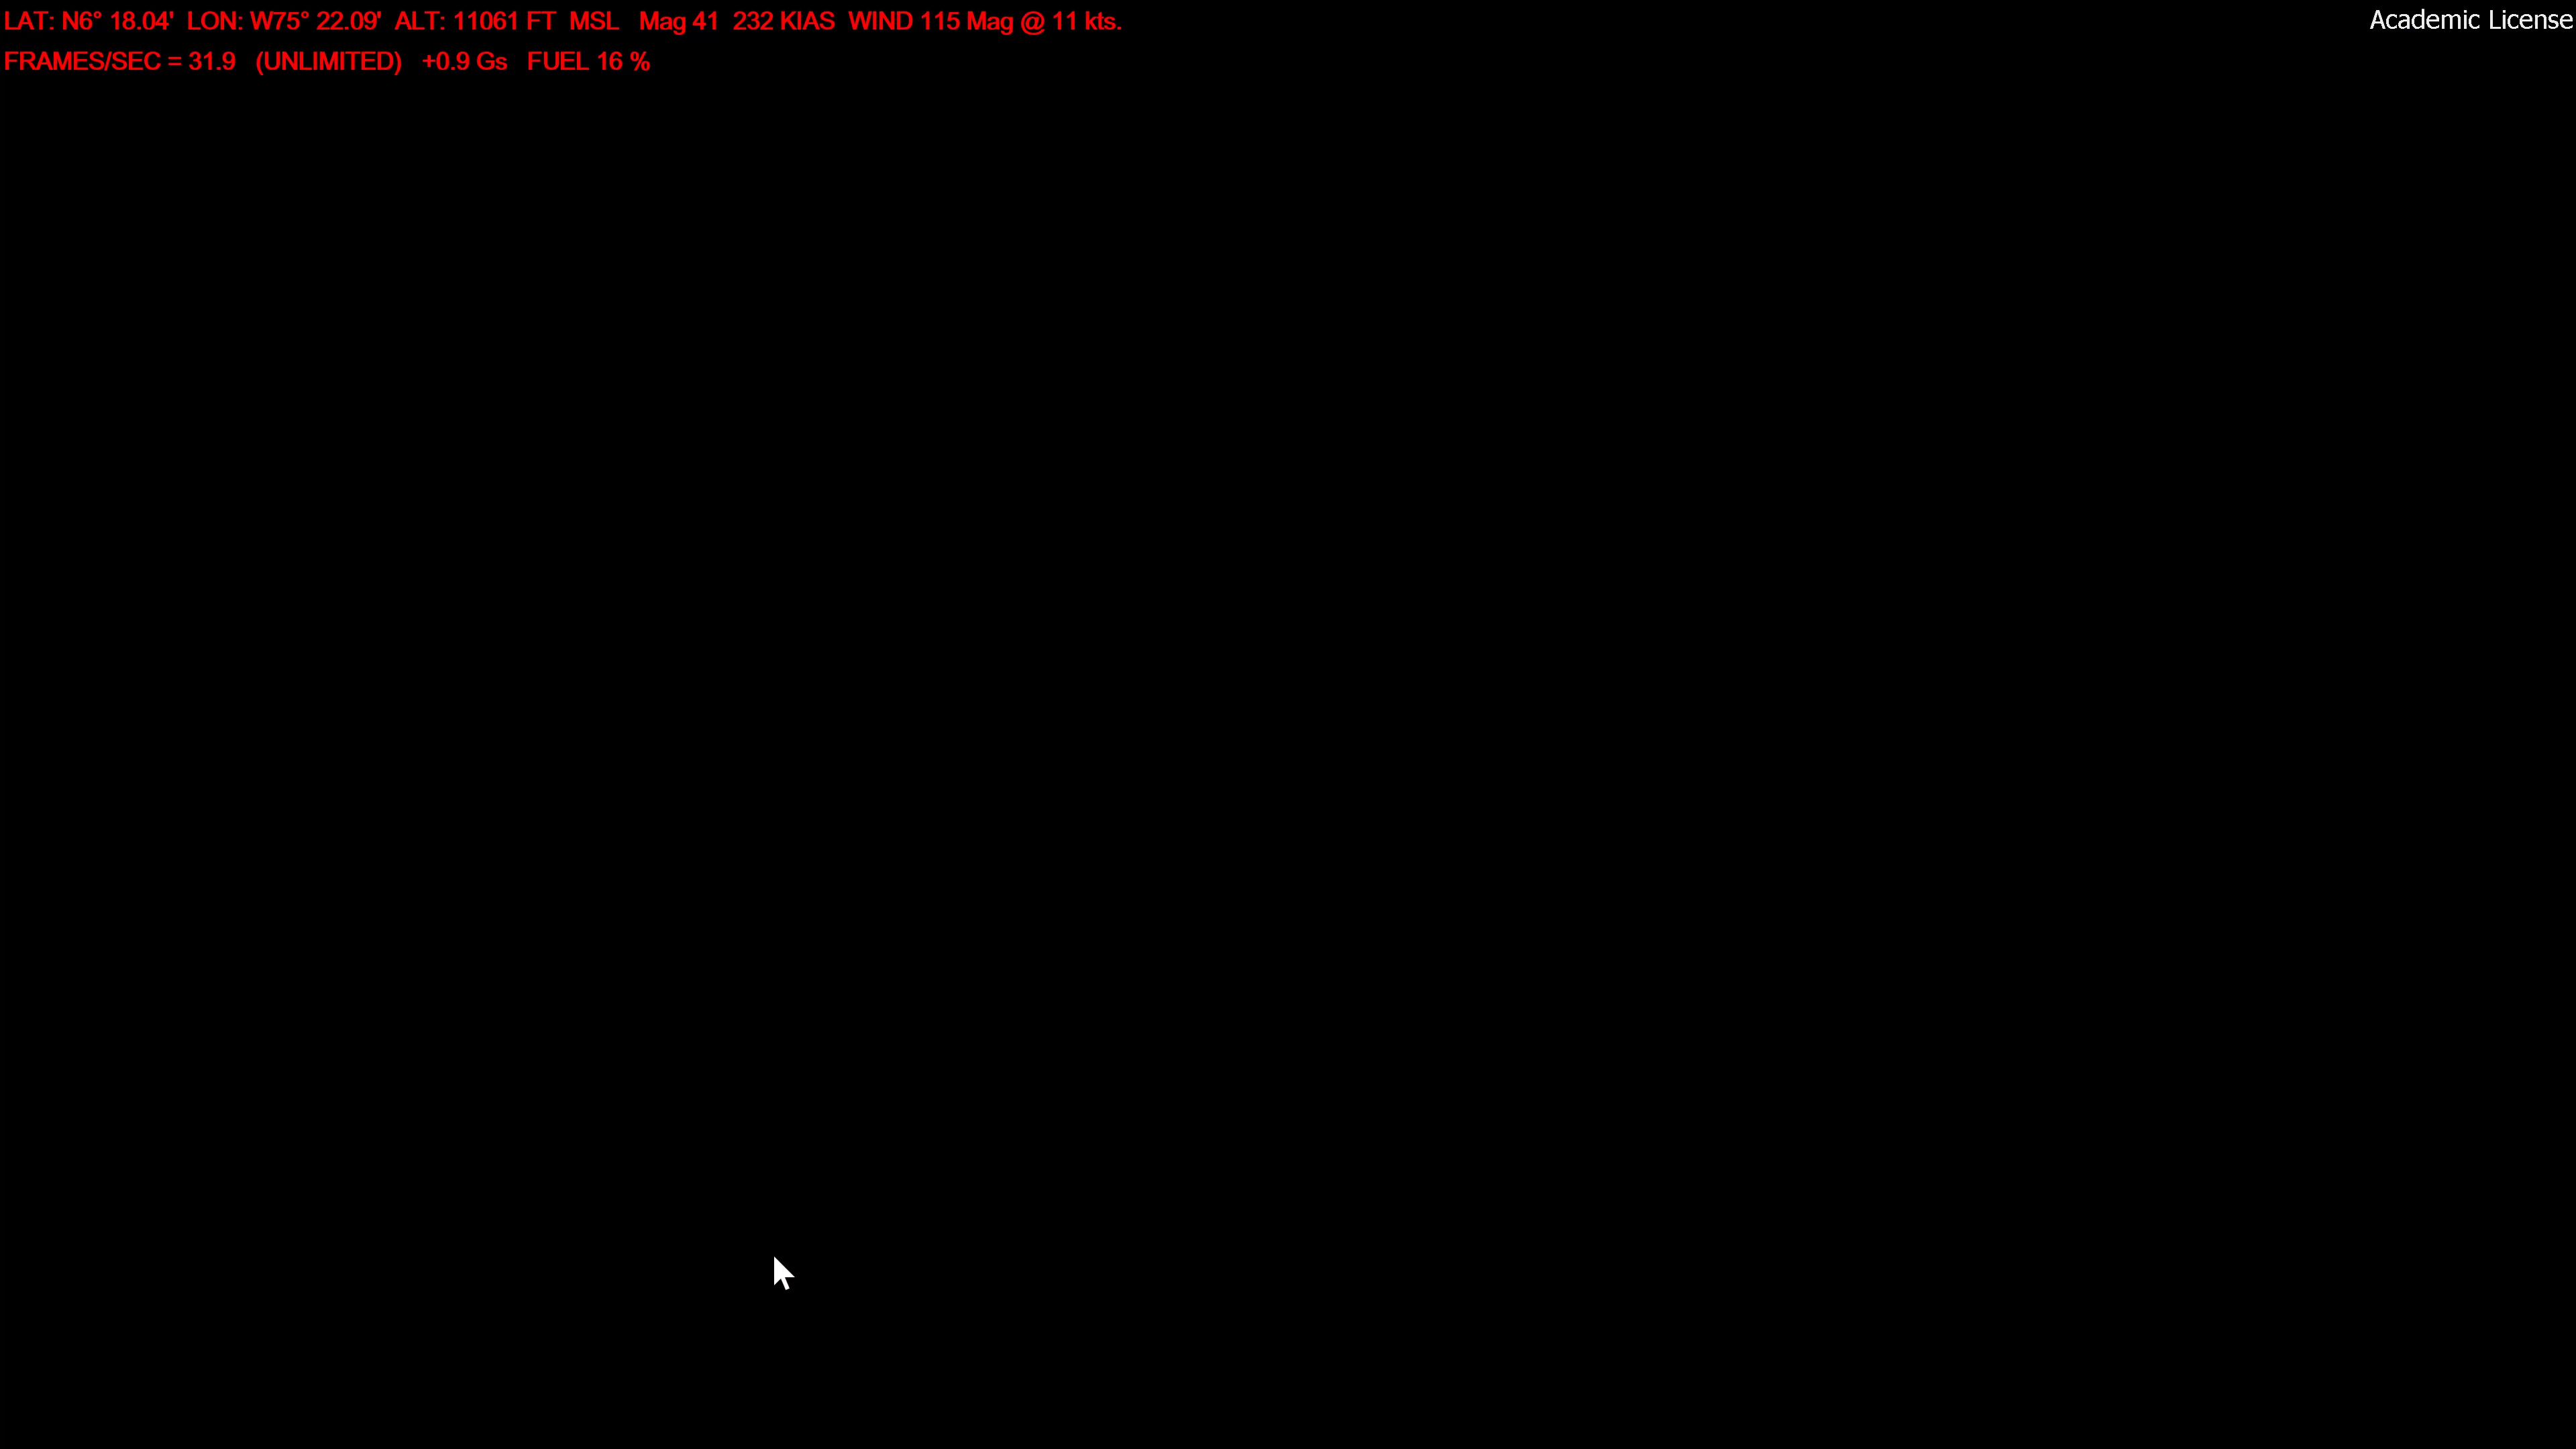 LAT: N6° 18.04' LON: W75° 22.09' ALT: 11061 FT MSL Mag 41 232 KIAS WIND 115 Mag @ 11 kts.
Academic License
FRAMES/SEC = 31.9 (UNLIMITED) +0.9 Gs FUEL 16 %